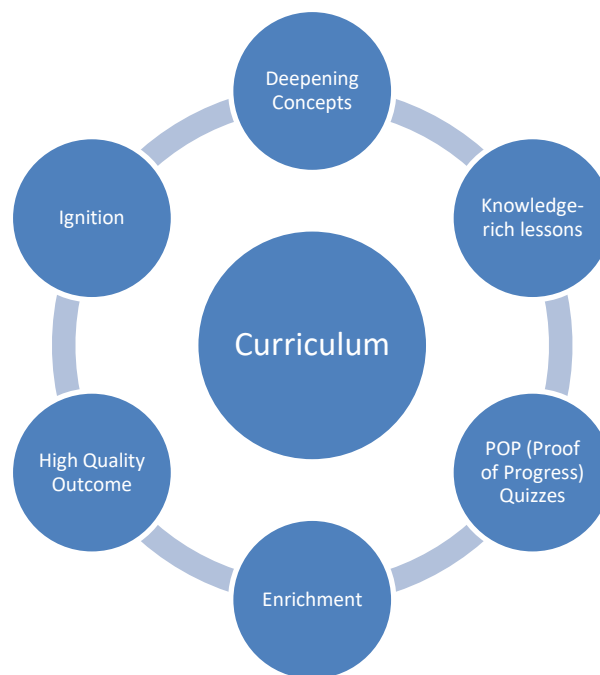 Deepening
Concepts
Knowledge-
rich lessons
POP (Proof
of Progress)
Quizzes
Enrichment
High Quality
Outcome
Ignition
Curriculum